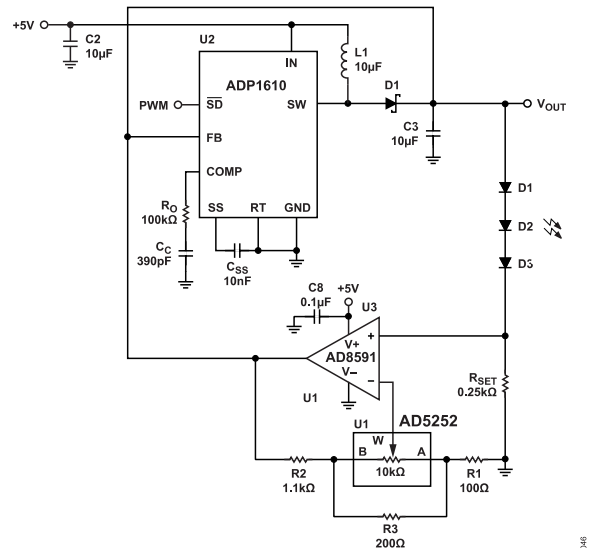 +5V
C2
10µF
U2
L1
10µF
IN
ADP1610
D1
PWM
SD
SW
VOUT
FB
C3
10µF
COMP
D1
RO
100kΩ
SS
RT
GND
D2
CC
390pF
CSS
10nF
D3
C8
0.1µF
+5V
U3
V+
+
AD8591
V–
–
RSET
0.25kΩ
U1
U1
AD5252
W
B
A
10kΩ
R2
1.1kΩ
R1
100Ω
R3
200Ω